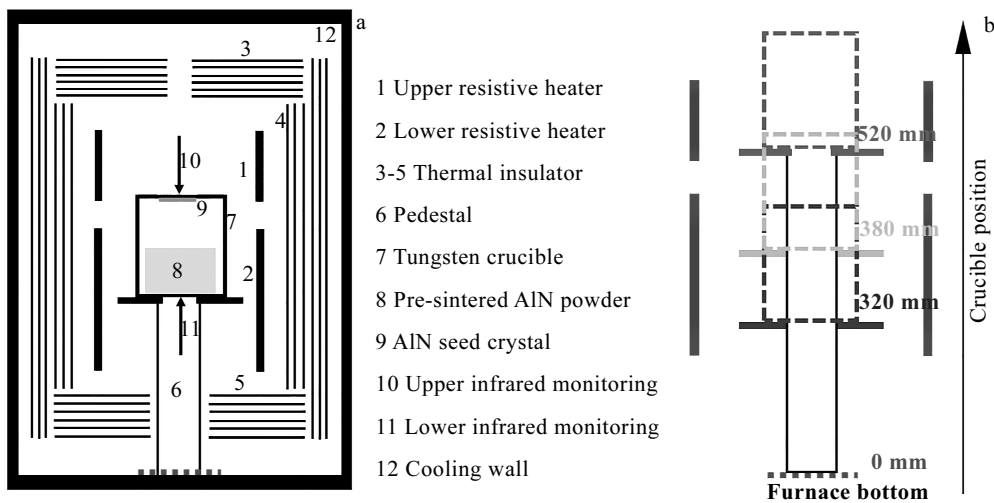 a
12
3
4
10
1
9
7
8
2
11
6
5
1 Upper resistive heater
2 Lower resistive heater
3-5 Thermal insulator
6 Pedestal
7 Tungsten crucible
8 Pre-sintered AlN powder
9 AlN seed crystal
10 Upper infrared monitoring
11 Lower infrared monitoring
12 Cooling wall
b
520 mm
380 mm
320 mm
0 mm
Furnace bottom
Crucible position